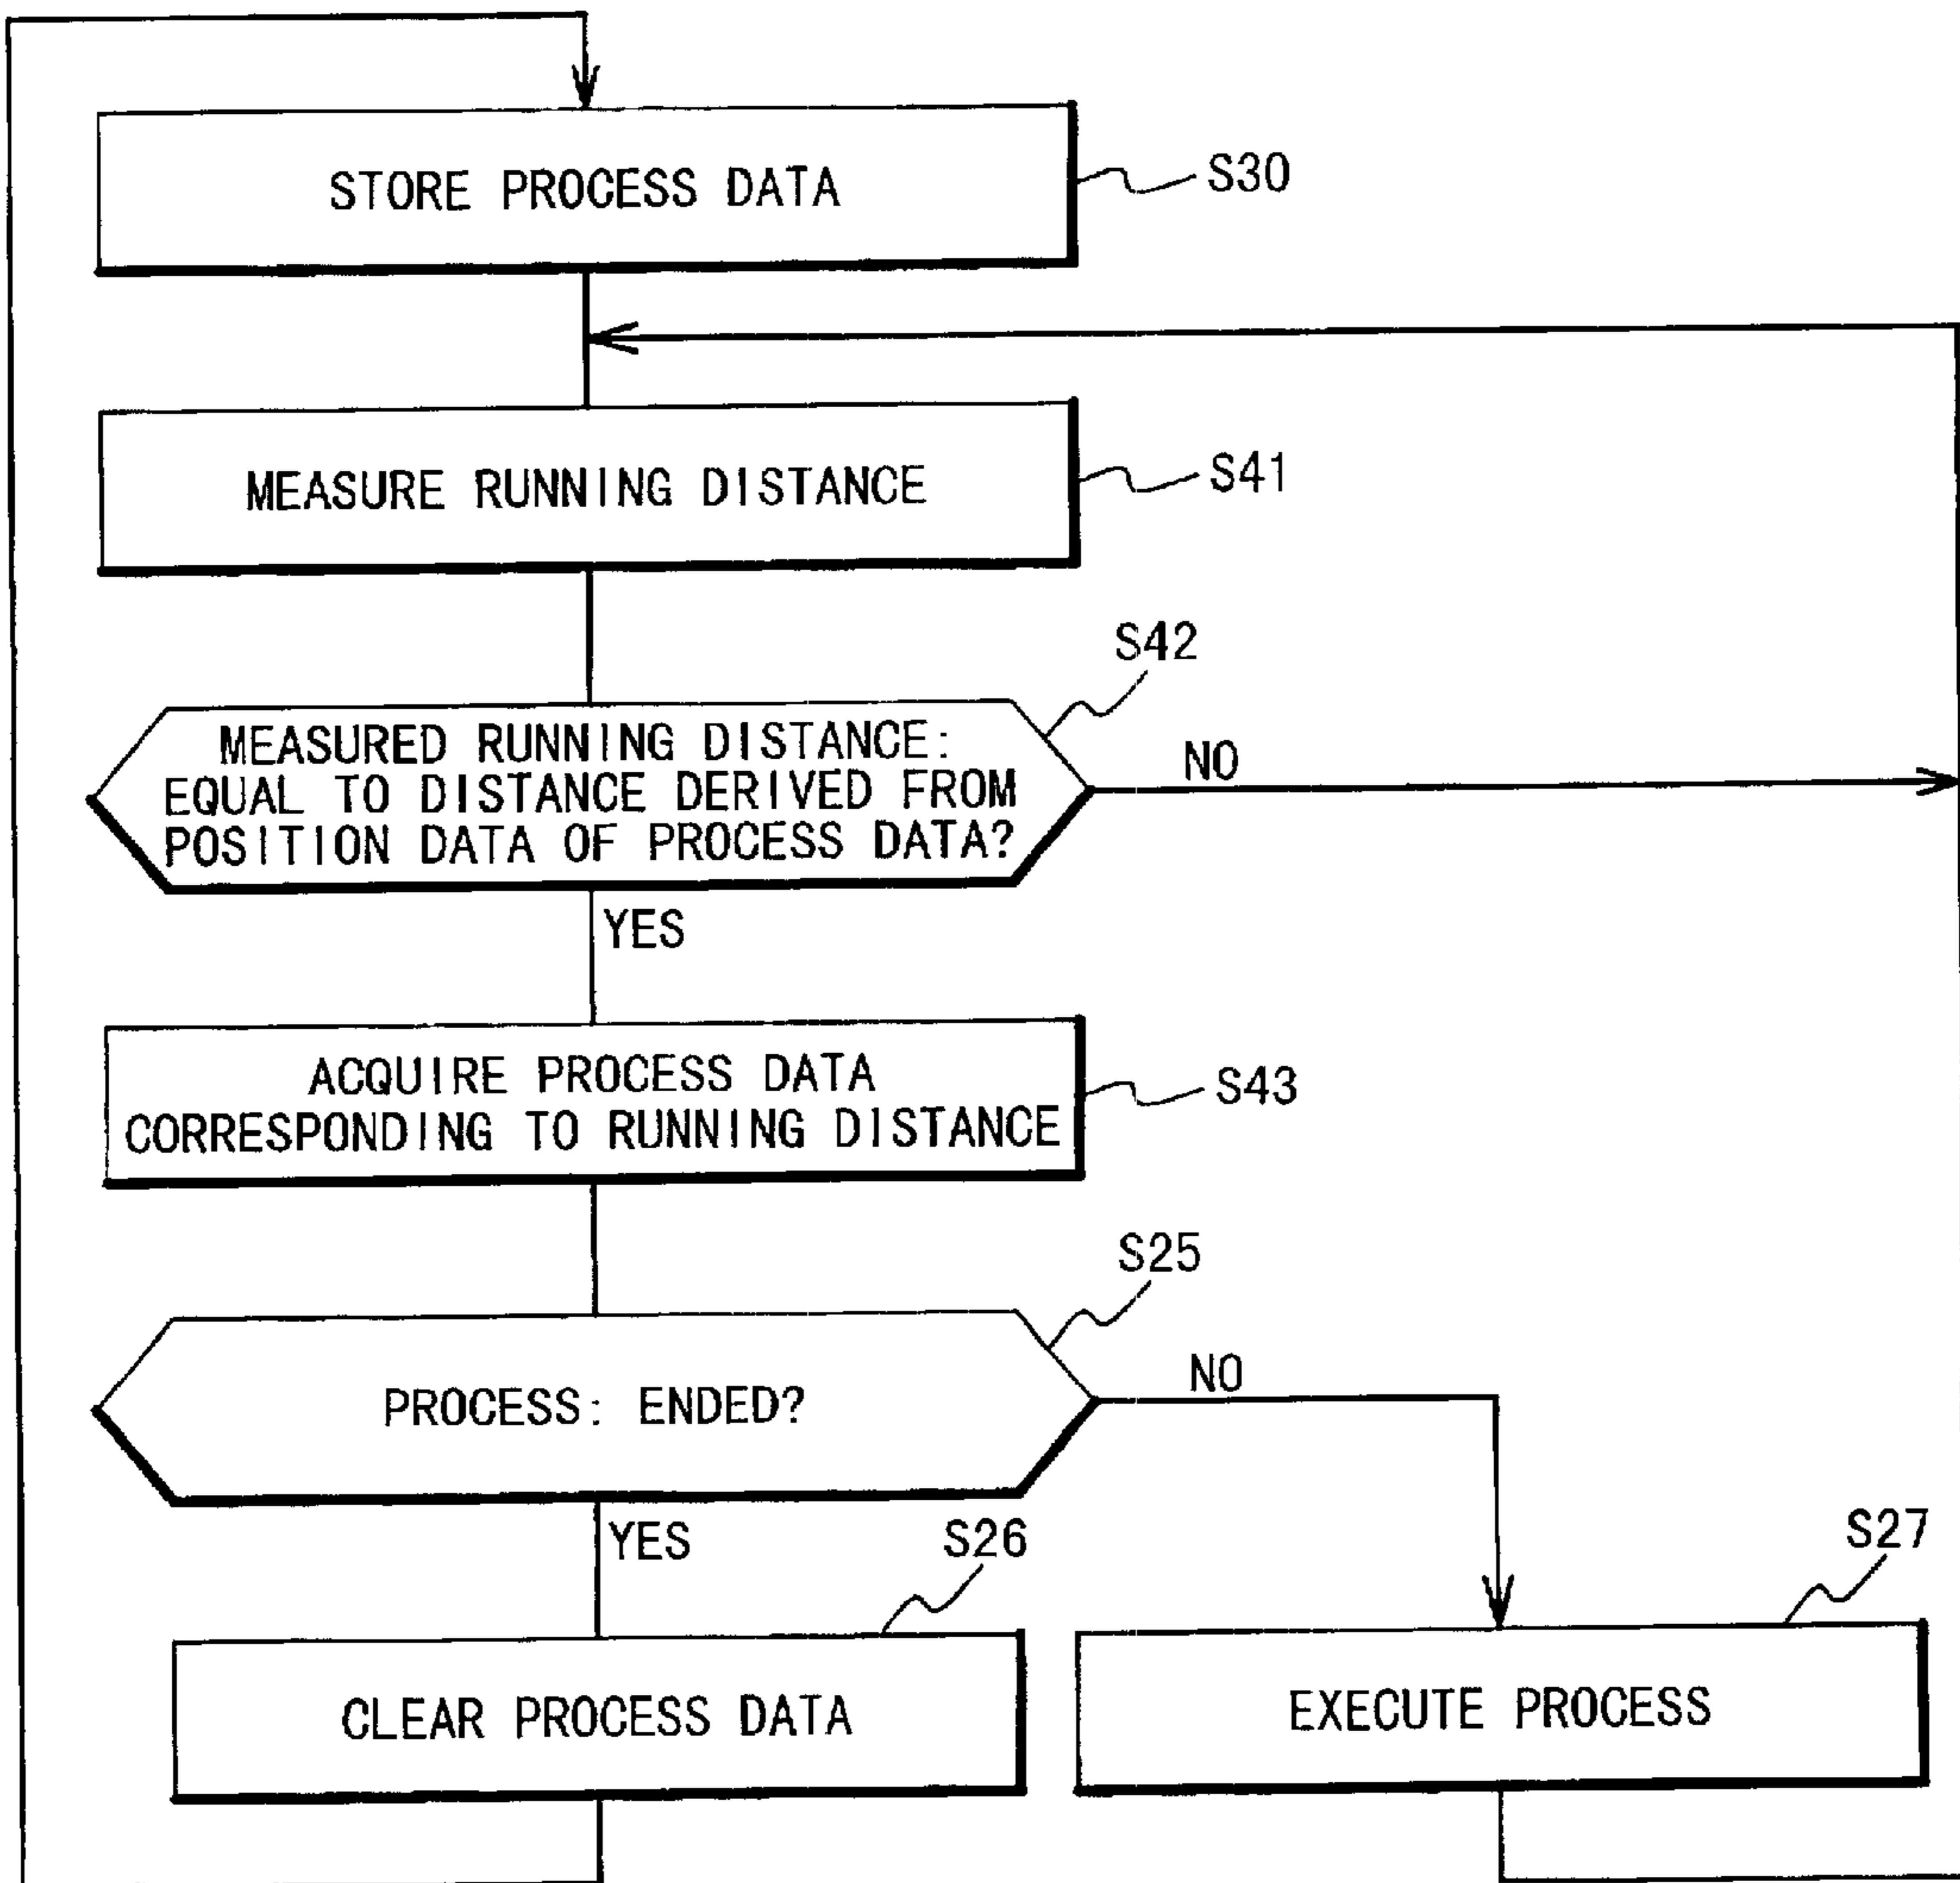 STORE PROCESS DATA
S30
MEASURE RUNNING DISTANCE
S41
S42
MEASURED RUNNING DISTANCE:
EQUAL TO DISTANCE DERIVED FROM
POSITION DATA OF PROCESS DATA?
NO
YES
ACQUIRE PROCESS DATA
CORRESPONDING TO RUNNING DISTANCE
S43
S25
PROCESS: ENDED?
NO
YES
S26
S27
CLEAR PROCESS DATA
EXECUTE PROCESS